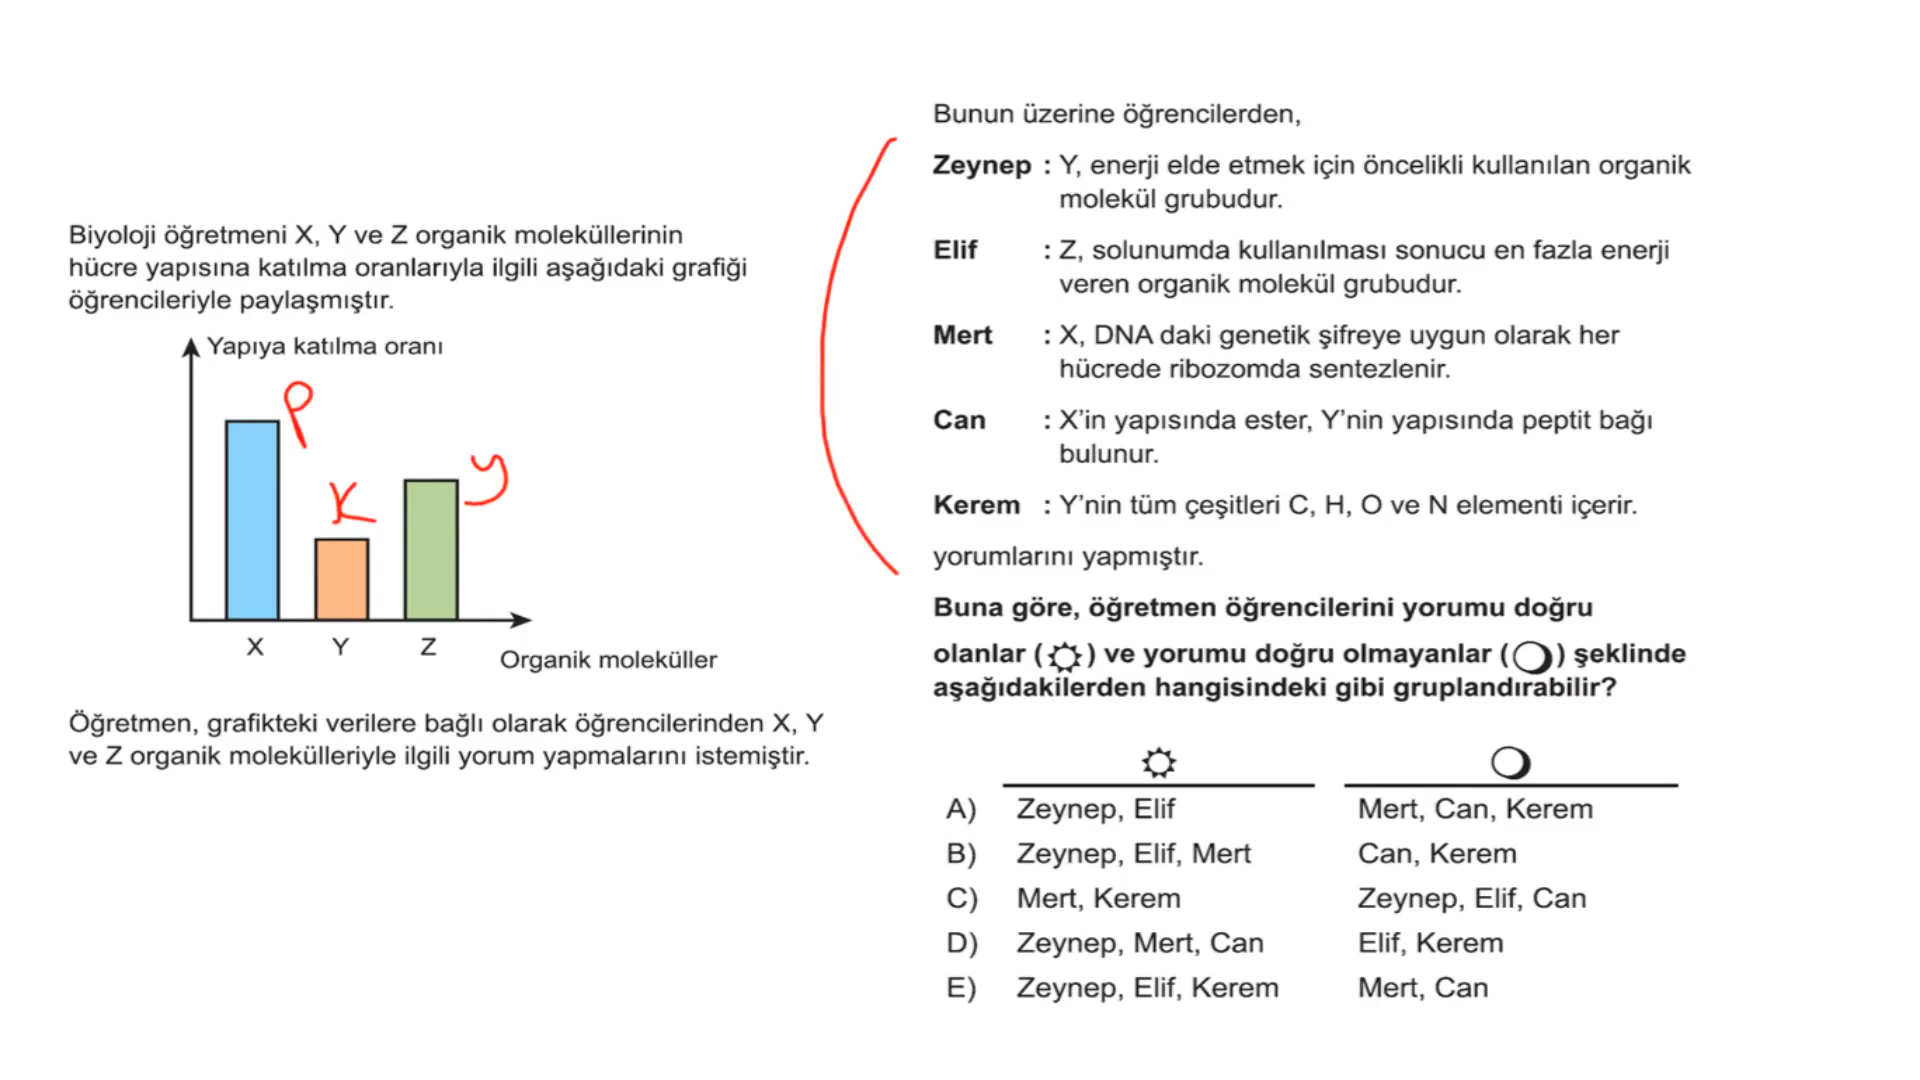 Biyoloji öğretmeni X, Y ve Z organik moleküllerinin
hücre yapısına katılma oranlarıyla ilgili aşağıdaki grafiği
öğrencileriyle paylaşmıştır.
Yapıya katılma oranı
P
K
y
X Y Z
Organik moleküller
Öğretmen, grafikteki verilere bağlı olarak öğrencilerinden X, Y
ve Z organik molekülleriyle ilgili yorum yapmalarını istemiştir.
Bunun üzerine öğrencilerden,
Zeynep : Y, enerji elde etmek için öncelikli kullanılan organik
molekül grubudur.
Elif : Z, solunumda kullanılması sonucu en fazla enerji
veren organik molekül grubudur.
Mert : X, DNA daki genetik şifreye uygun olarak her
hücrede ribozomda sentezlenir.
Can : X’in yapısında ester, Y’nin yapısında peptit bağı
bulunur.
Kerem : Y’nin tüm çeşitleri C, H, O ve N elementi içerir.
yorumlarını yapmıştır.
Buna göre, öğretmen öğrencilerini yorumu doğru
olanlar ( ) ve yorumu doğru olmayanlar ( ) şeklinde
aşağıdakilerden hangisindeki gibi gruplandırabilir?
A) Zeynep, Elif Mert, Can, Kerem
B) Zeynep, Elif, Mert Can, Kerem
C) Mert, Kerem Zeynep, Elif, Can
D) Zeynep, Mert, Can Elif, Kerem
E) Zeynep, Elif, Kerem Mert, Can